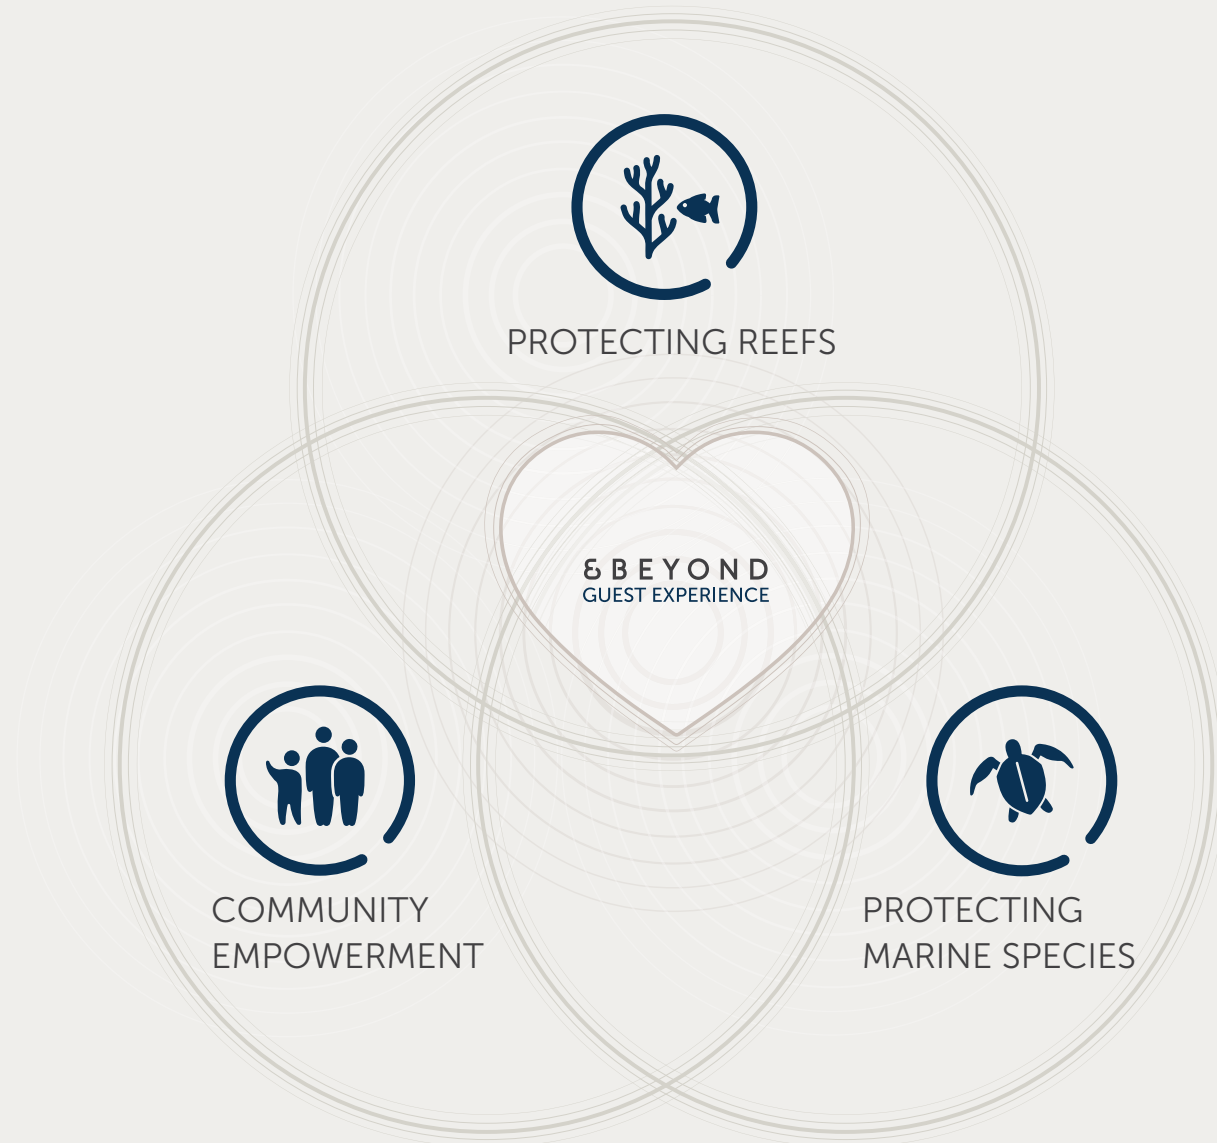 PROTECTING REEFS
&BEYOND
GUEST EXPERIENCE
COMMUNITY
EMPOWERMENT
PROTECTING
MARINE SPECIES